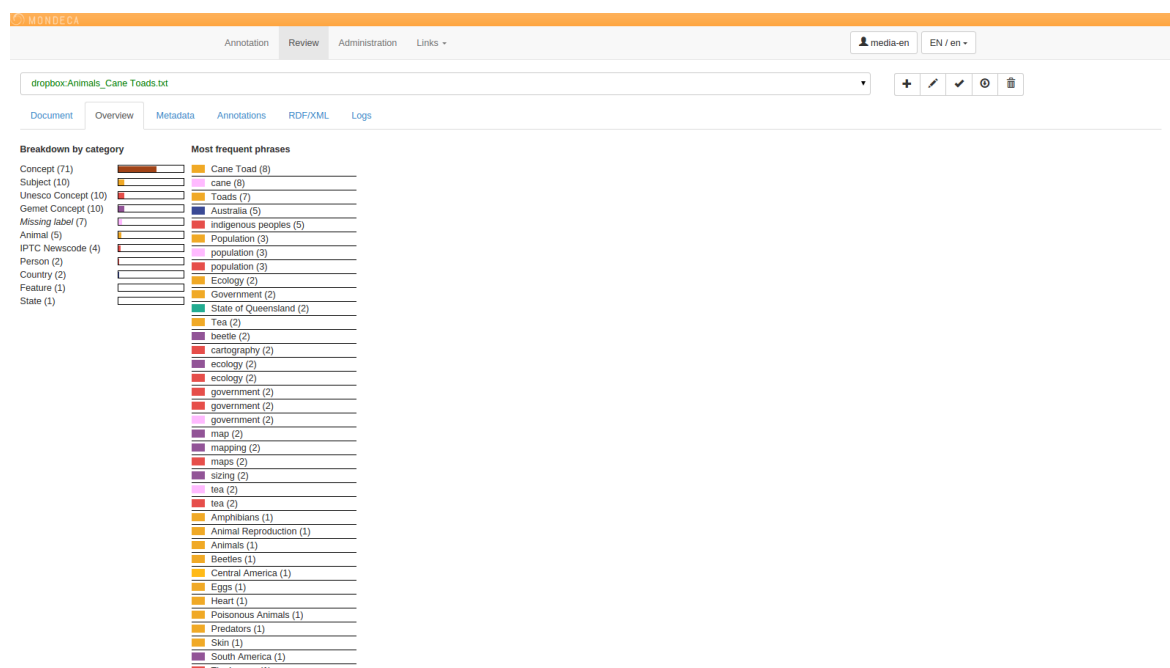 MONDECA
Annotation Review Administration Links
media-en EN / en
dropbox:Animals_Cane Toads.txt
Document Overview Metadata Annotations RDF/XML Logs
Breakdown by category
Concept (71)
Subject (10)
Unesco Concept (10)
Gemet Concept (10)
Missing label (7)
Animal (5)
IPTC Newscode (4)
Person (2)
Country (2)
Feature (1)
State (1)
Most frequent phrases
Cane Toad (8)
cane (8)
Toads (7)
Australia (5)
indigenous peoples (5)
Population (3)
population (3)
population (3)
Ecology (2)
Government (2)
State of Queensland (2)
Tea (2)
beetle (2)
cartography (2)
ecology (2)
ecology (2)
government (2)
government (2)
government (2)
map (2)
mapping (2)
maps (2)
sizing (2)
tea (2)
tea (2)
Amphibians (1)
Animal Reproduction (1)
Animals (1)
Beetles (1)
Central America (1)
Eggs (1)
Heart (1)
Poisonous Animals (1)
Predators (1)
Skin (1)
South America (1)